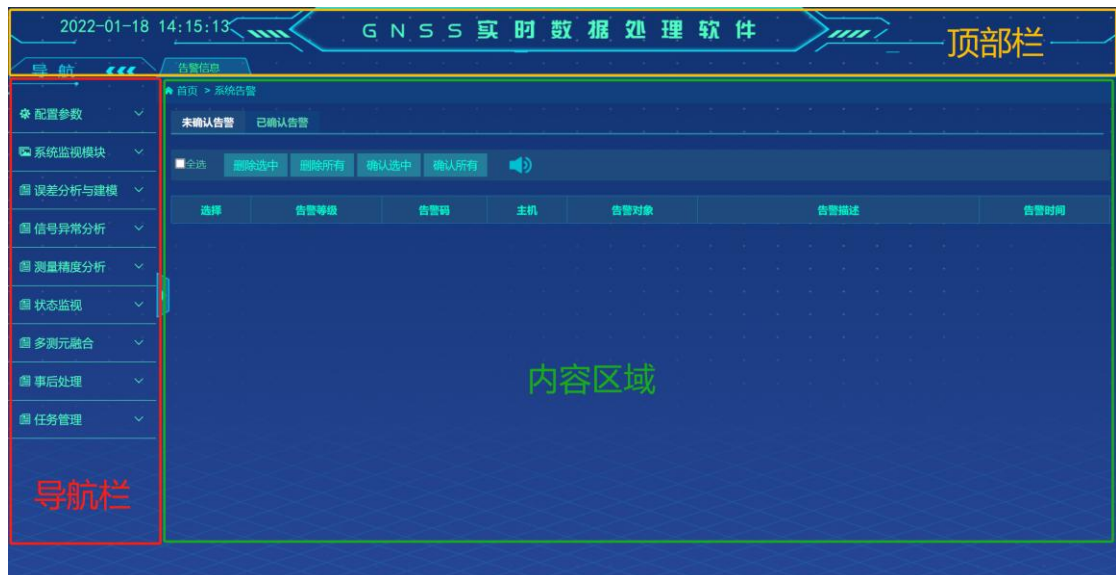 2022-01-18 14:15:13
GNSS实时数据处理软件
顶部栏
导航
告警信息
首页 > 系统告警
配置参数
系统监视模块
误差分析与建模
信号异常分析
测量精度分析
状态监视
多测元融合
事后处理
任务管理
导航栏
未确认告警 已确认告警
全选 删除选中 删除所有 确认选中 确认所有
选择 告警等级 告警码 主机 告警对象 告警描述 告警时间
内容区域